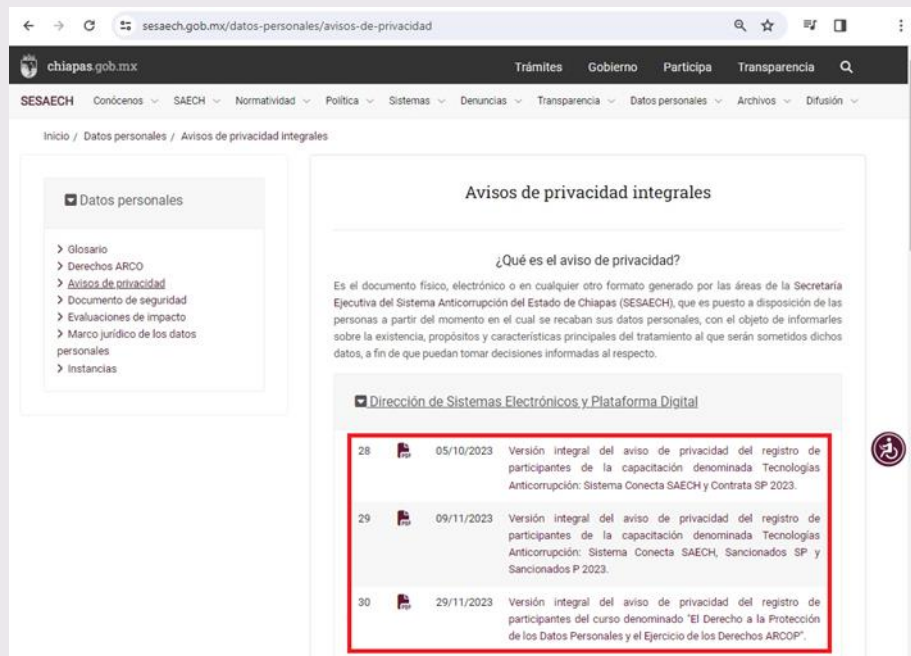 sesaech.gob.mx/datos-personales/avisos-de-privacidad
chiapas.gob.mx
Trámites Gobierno Participa Transparencia
SESAECH Conócenos SAECH Normatividad Política Sistemas Denuncias Transparencia Datos personales Archivos Difusión
Inicio / Datos personales / Avisos de privacidad integrales
Datos personales
> Glosario
> Derechos ARCO
> Avisos de privacidad
> Documento de seguridad
> Evaluaciones de impacto
> Marco jurídico de los datos
personales
> Instancias
Avisos de privacidad integrales
¿Qué es el aviso de privacidad?
Es el documento físico, electrónico o en cualquier otro formato generado por las áreas de la Secretaría
Ejecutiva del Sistema Anticorrupción del Estado de Chiapas (SESAECH), que es puesto a disposición de las
personas a partir del momento en el cual se recaban sus datos personales, con el objeto de informarles
sobre la existencia, propósitos y características principales del tratamiento al que serán sometidos dichos
datos, a fin de que puedan tomar decisiones informadas al respecto.
Dirección de Sistemas Electrónicos y Plataforma Digital
28 PDF 05/10/2023 Versión integral del aviso de privacidad del registro de
participantes de la capacitación denominada Tecnologías
Anticorrupción: Sistema Conecta SAECH y Contrata SP 2023.
29 PDF 09/11/2023 Versión integral del aviso de privacidad del registro de
participantes de la capacitación denominada Tecnologías
Anticorrupción: Sistema Conecta SAECH, Sancionados SP y
Sancionados P 2023.
30 PDF 29/11/2023 Versión integral del aviso de privacidad del registro de
participantes del curso denominado "El Derecho a la Protección
de los Datos Personales y el Ejercicio de los Derechos ARCOP".